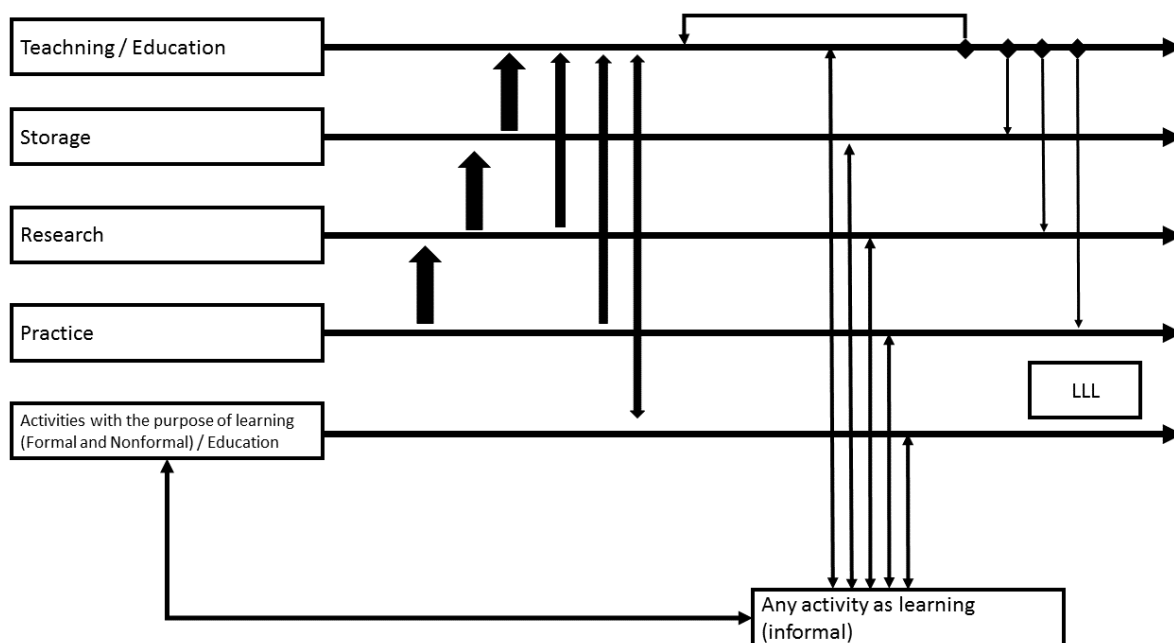 Teachning / Education
Storage
Research
Practice
LLL
Activities with the purpose of learning
(Formal and Nonformal) / Education
Any activity as learning
(informal)